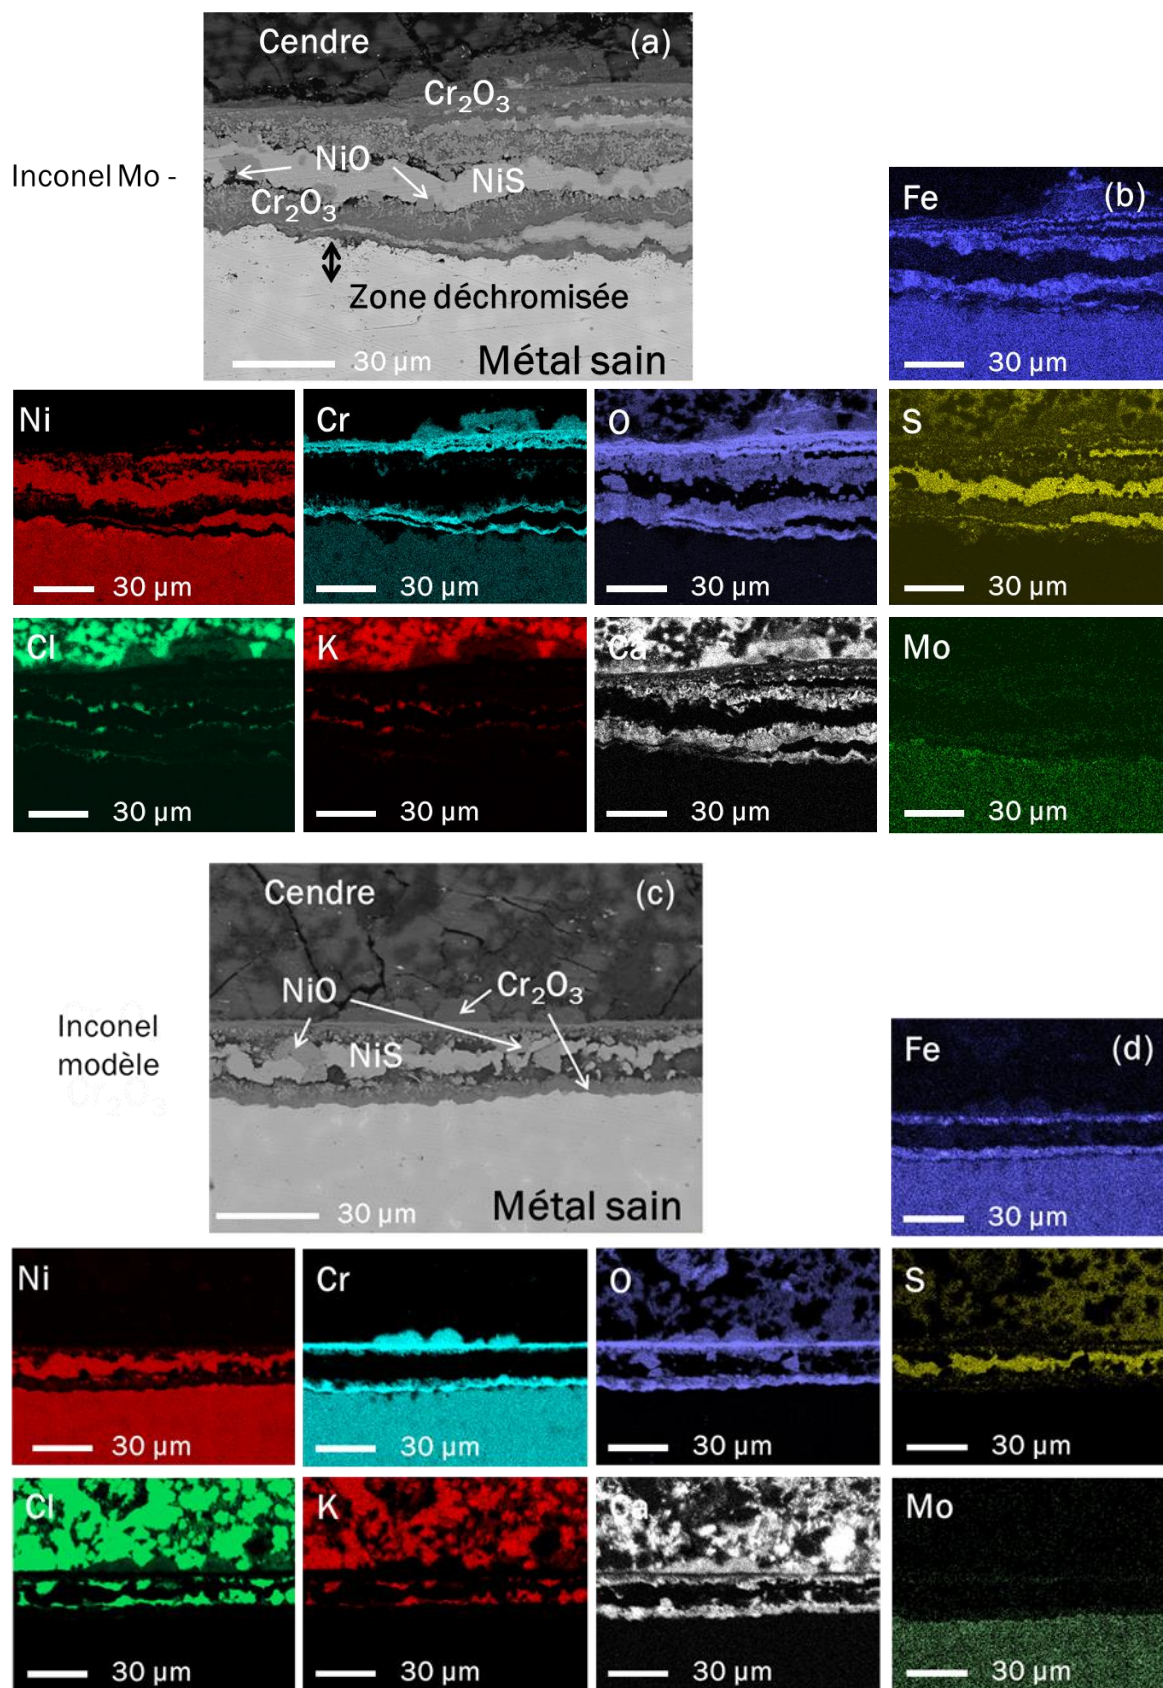 Cendre (a)
Cr₂O₃
NiO
NiS
Cr₂O₃
Zone déchromisée
30 µm
Métal sain
Inconel Mo -
Fe (b)
30 µm
Ni
30 µm
Cr
30 µm
O
30 µm
S
30 µm
Cl
30 µm
K
30 µm
Ca
30 µm
Mo
30 µm
Cendre (c)
NiO
Cr₂O₃
NiS
30 µm
Métal sain
Inconel
modèle
Cr₂O₃
Fe (d)
30 µm
Ni
30 µm
Cr
30 µm
O
30 µm
S
30 µm
Cl
30 µm
K
30 µm
Ca
30 µm
Mo
30 µm